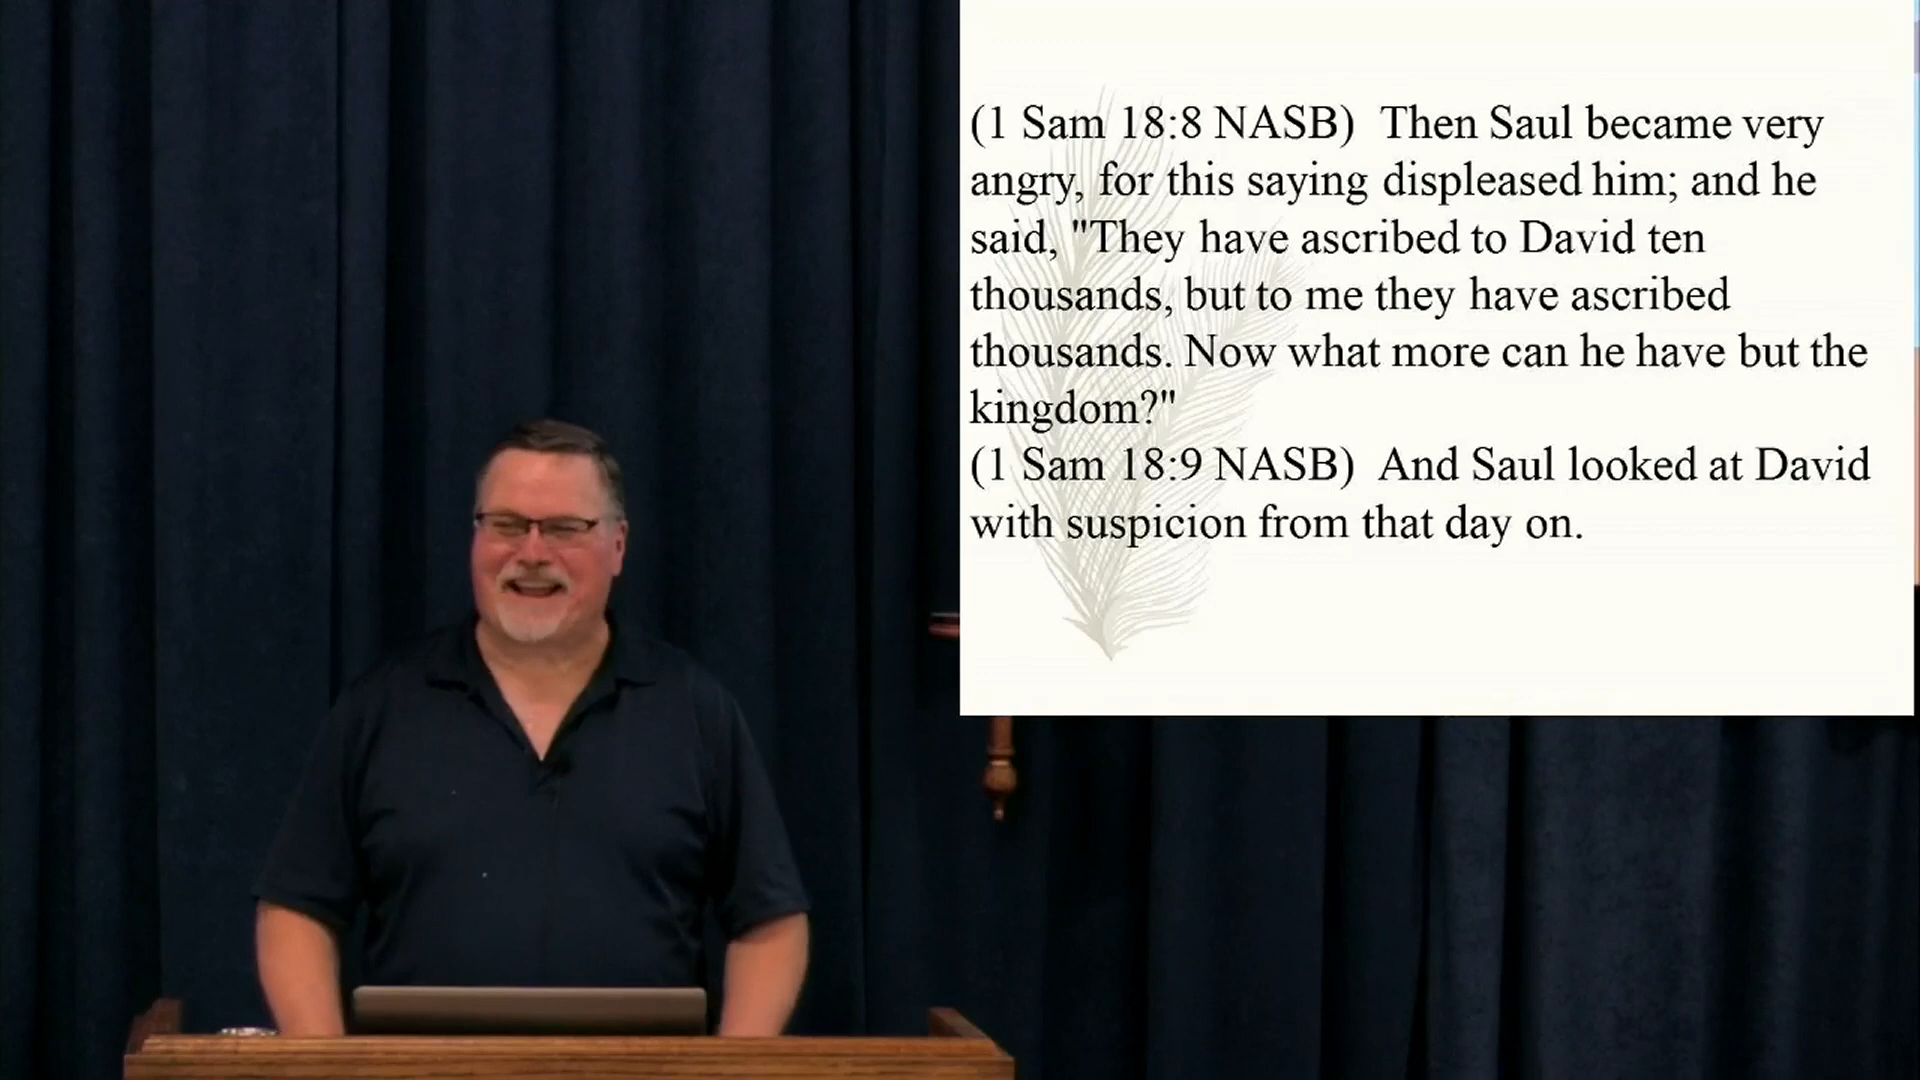 (1 Sam 18:8 NASB)  Then Saul became very
angry, for this saying displeased him; and he
said, "They have ascribed to David ten
thousands, but to me they have ascribed
thousands. Now what more can he have but the
kingdom?"
(1 Sam 18:9 NASB)  And Saul looked at David
with suspicion from that day on.